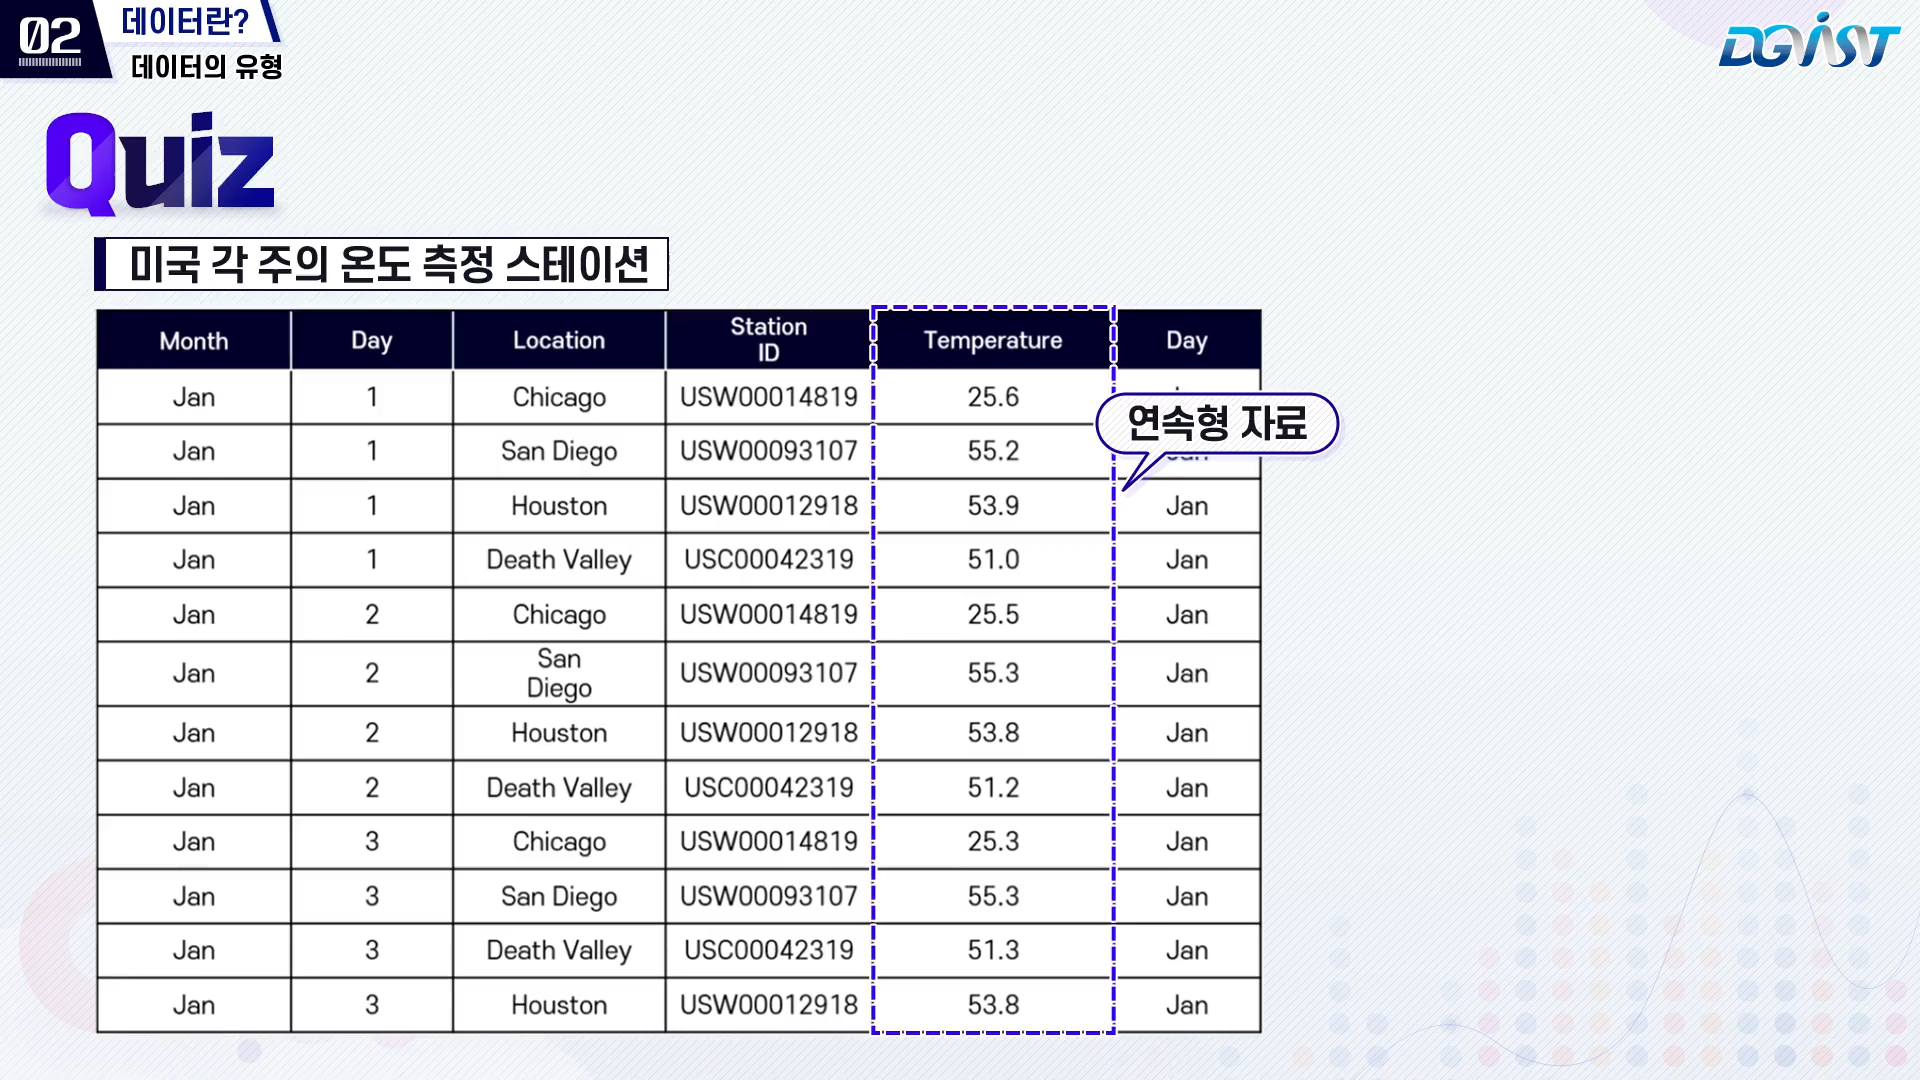 02
데이터란?
데이터의 유형
DGIST
Quiz
미국 각 주의 온도 측정 스테이션
Month Day Location Station ID Temperature Day
Jan 1 Chicago USW00014819 25.6
연속형 자료
Jan 1 San Diego USW00093107 55.2 Jan
Jan 1 Houston USW00012918 53.9 Jan
Jan 1 Death Valley USC00042319 51.0 Jan
Jan 2 Chicago USW00014819 25.5 Jan
Jan 2 San Diego USW00093107 55.3 Jan
Jan 2 Houston USW00012918 53.8 Jan
Jan 2 Death Valley USC00042319 51.2 Jan
Jan 3 Chicago USW00014819 25.3 Jan
Jan 3 San Diego USW00093107 55.3 Jan
Jan 3 Death Valley USC00042319 51.3 Jan
Jan 3 Houston USW00012918 53.8 Jan